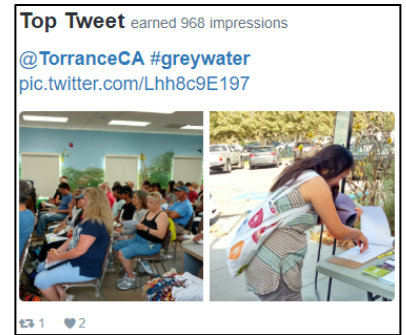 Top Tweet earned 968 impressions
@TorranceCA #greywater
pic.twitter.com/Lhh8c9E197
1 2